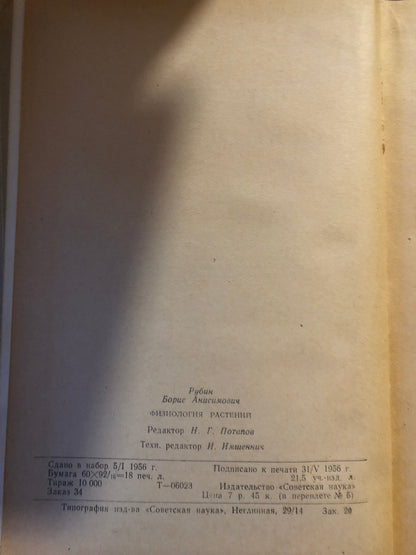 Рубин
Борис Анисимович
ФИЗИОЛОГИЯ РАСТЕНИЙ
Редактор Н. Г. Потапов
Техн. редактор И. Ишшенник
Сдано в набор 5/I 1956 г. Подписано к печати 31/V 1956 г.
Бумага 60×92/16=18 печ. л. 21,5 уч.-изд. л.
Тираж 10 000 Т—06023 Издательство «Советская наука»
Заказ 34 Цена 7 р. 45 к. (в переплете № 5)
Типография изд-ва «Советская наука», Неглинная, 29/14 Зак. 20